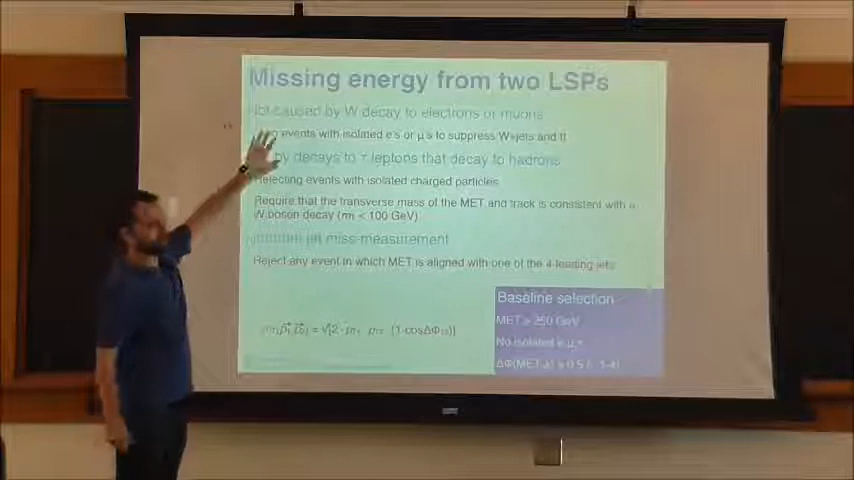 Missing energy from two LSPs
Not caused by W decay to electrons or muons
events with isolated e's or μ's to suppress W+jets and tt
by decays to τ leptons that decay to hadrons
Rejecting events with isolated charged particles
Require that the transverse mass of the MET and track is consistent with a
W boson decay (mT < 100 GeV)
jet miss-measurement
Reject any event in which MET is aligned with one of the 4-leading jets
Baseline selection
MET > 250 GeV
No isolated e,μ,